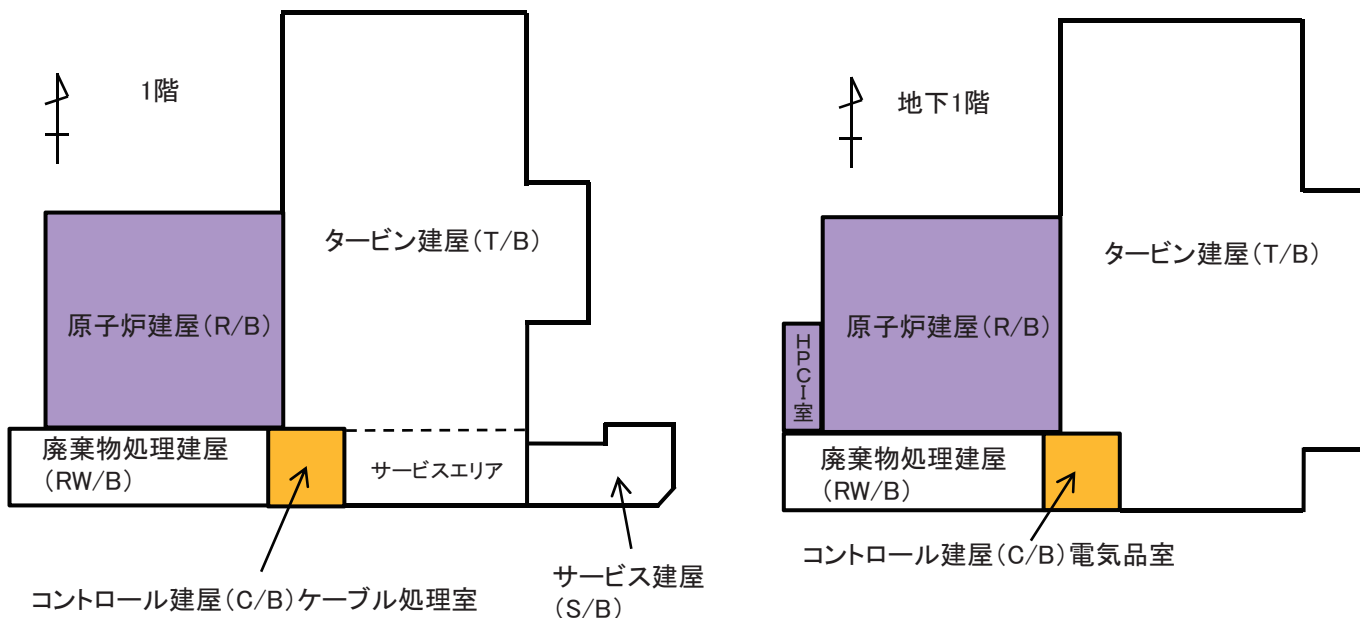 1階
タービン建屋(T/B)
原子炉建屋(R/B)
廃棄物処理建屋
(RW/B)
サービスエリア
コントロール建屋(C/B)ケーブル処理室
サービス建屋
(S/B)
地下1階
タービン建屋(T/B)
原子炉建屋(R/B)
HPCI室
廃棄物処理建屋
(RW/B)
コントロール建屋(C/B)電気品室